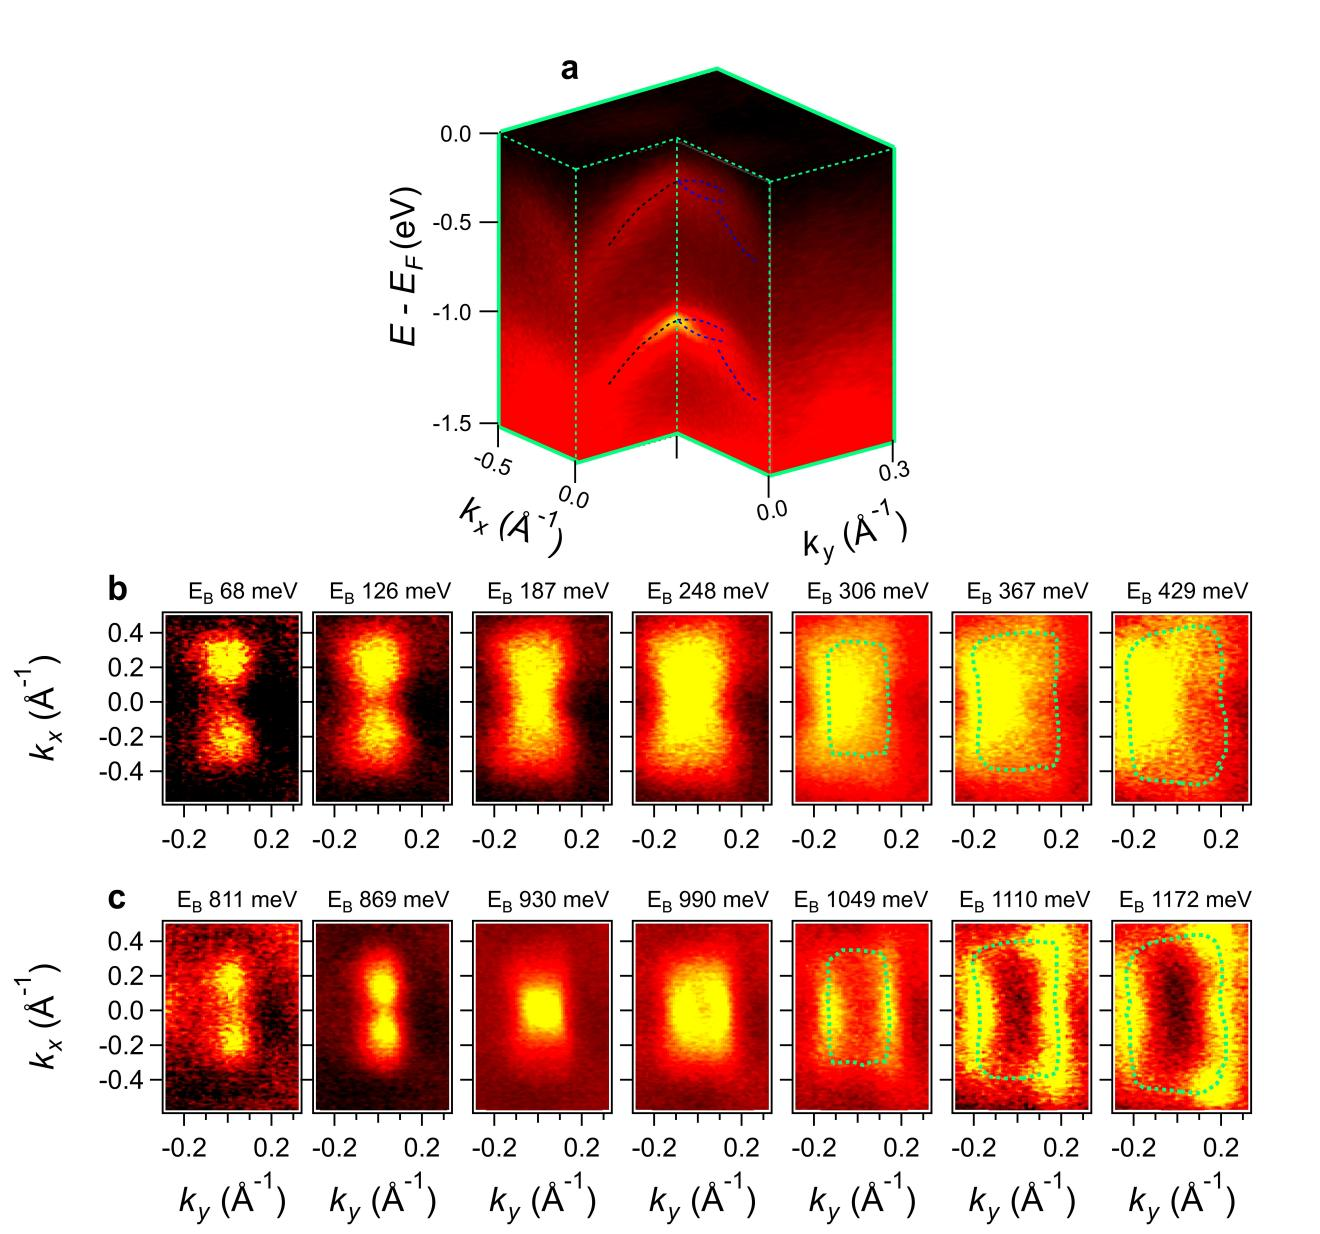 a
0.0
-0.5
-1.0
-1.5
E - E_F (eV)
-0.5
0.0
k_x (Å^-1)
0.0
0.3
k_y (Å^-1)
b
E_B 68 meV E_B 126 meV E_B 187 meV E_B 248 meV E_B 306 meV E_B 367 meV E_B 429 meV
0.4
0.2
0.0
-0.2
-0.4
k_x (Å^-1)
-0.2 0.2 -0.2 0.2 -0.2 0.2 -0.2 0.2 -0.2 0.2 -0.2 0.2 -0.2 0.2
c
E_B 811 meV E_B 869 meV E_B 930 meV E_B 990 meV E_B 1049 meV E_B 1110 meV E_B 1172 meV
0.4
0.2
0.0
-0.2
-0.4
k_x (Å^-1)
-0.2 0.2 -0.2 0.2 -0.2 0.2 -0.2 0.2 -0.2 0.2 -0.2 0.2 -0.2 0.2
k_y (Å^-1) k_y (Å^-1) k_y (Å^-1) k_y (Å^-1) k_y (Å^-1) k_y (Å^-1) k_y (Å^-1)